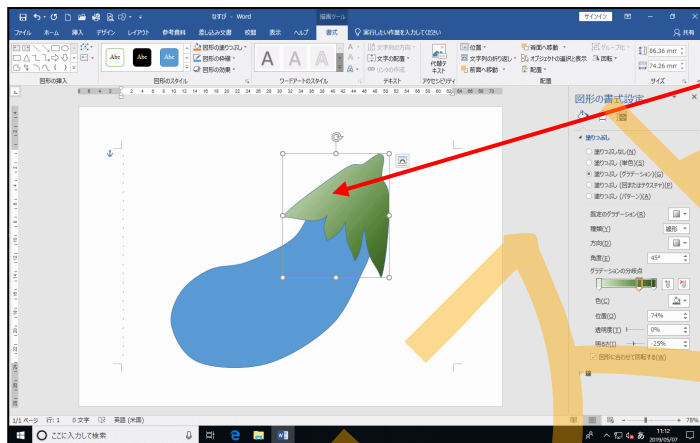 なすび - Word
描画ツール
サインイン
ファイル ホーム 挿入 デザイン レイアウト 参考資料 差し込み文書 校閲 表示 ヘルプ 書式 実行したい作業を入力してください 共有
Abc Abc Abc
図形の塗りつぶし
図形の枠線
図形の効果
A A A
文字列の方向
文字の配置
リンクの作成
代替テキスト
位置
文字列の折り返し
前面へ移動
背面へ移動
オブジェクトの選択と表示
配置
グループ化
回転
86.36 mm
74.26 mm
図形の挿入 図形のスタイル ワードアートのスタイル テキスト アクセシビリティ 配置 サイズ
図形の書式設定
塗りつぶし
塗りつぶしなし(N)
塗りつぶし (単色)(S)
塗りつぶし (グラデーション)(G)
塗りつぶし (図またはテクスチャ)(P)
塗りつぶし (パターン)(A)
既定のグラデーション(R)
種類(Y) 線形
方向(D)
角度(E) 45°
グラデーションの分岐点
色(C)
位置(O) 74%
透明度(T) 0%
明るさ(I) -25%
図形に合わせて回転する(W)
線
1/1 ページ 行: 1 0 文字 英語 (米国) 78%
ここに入力して検索
あ 11:12
2019/05/07